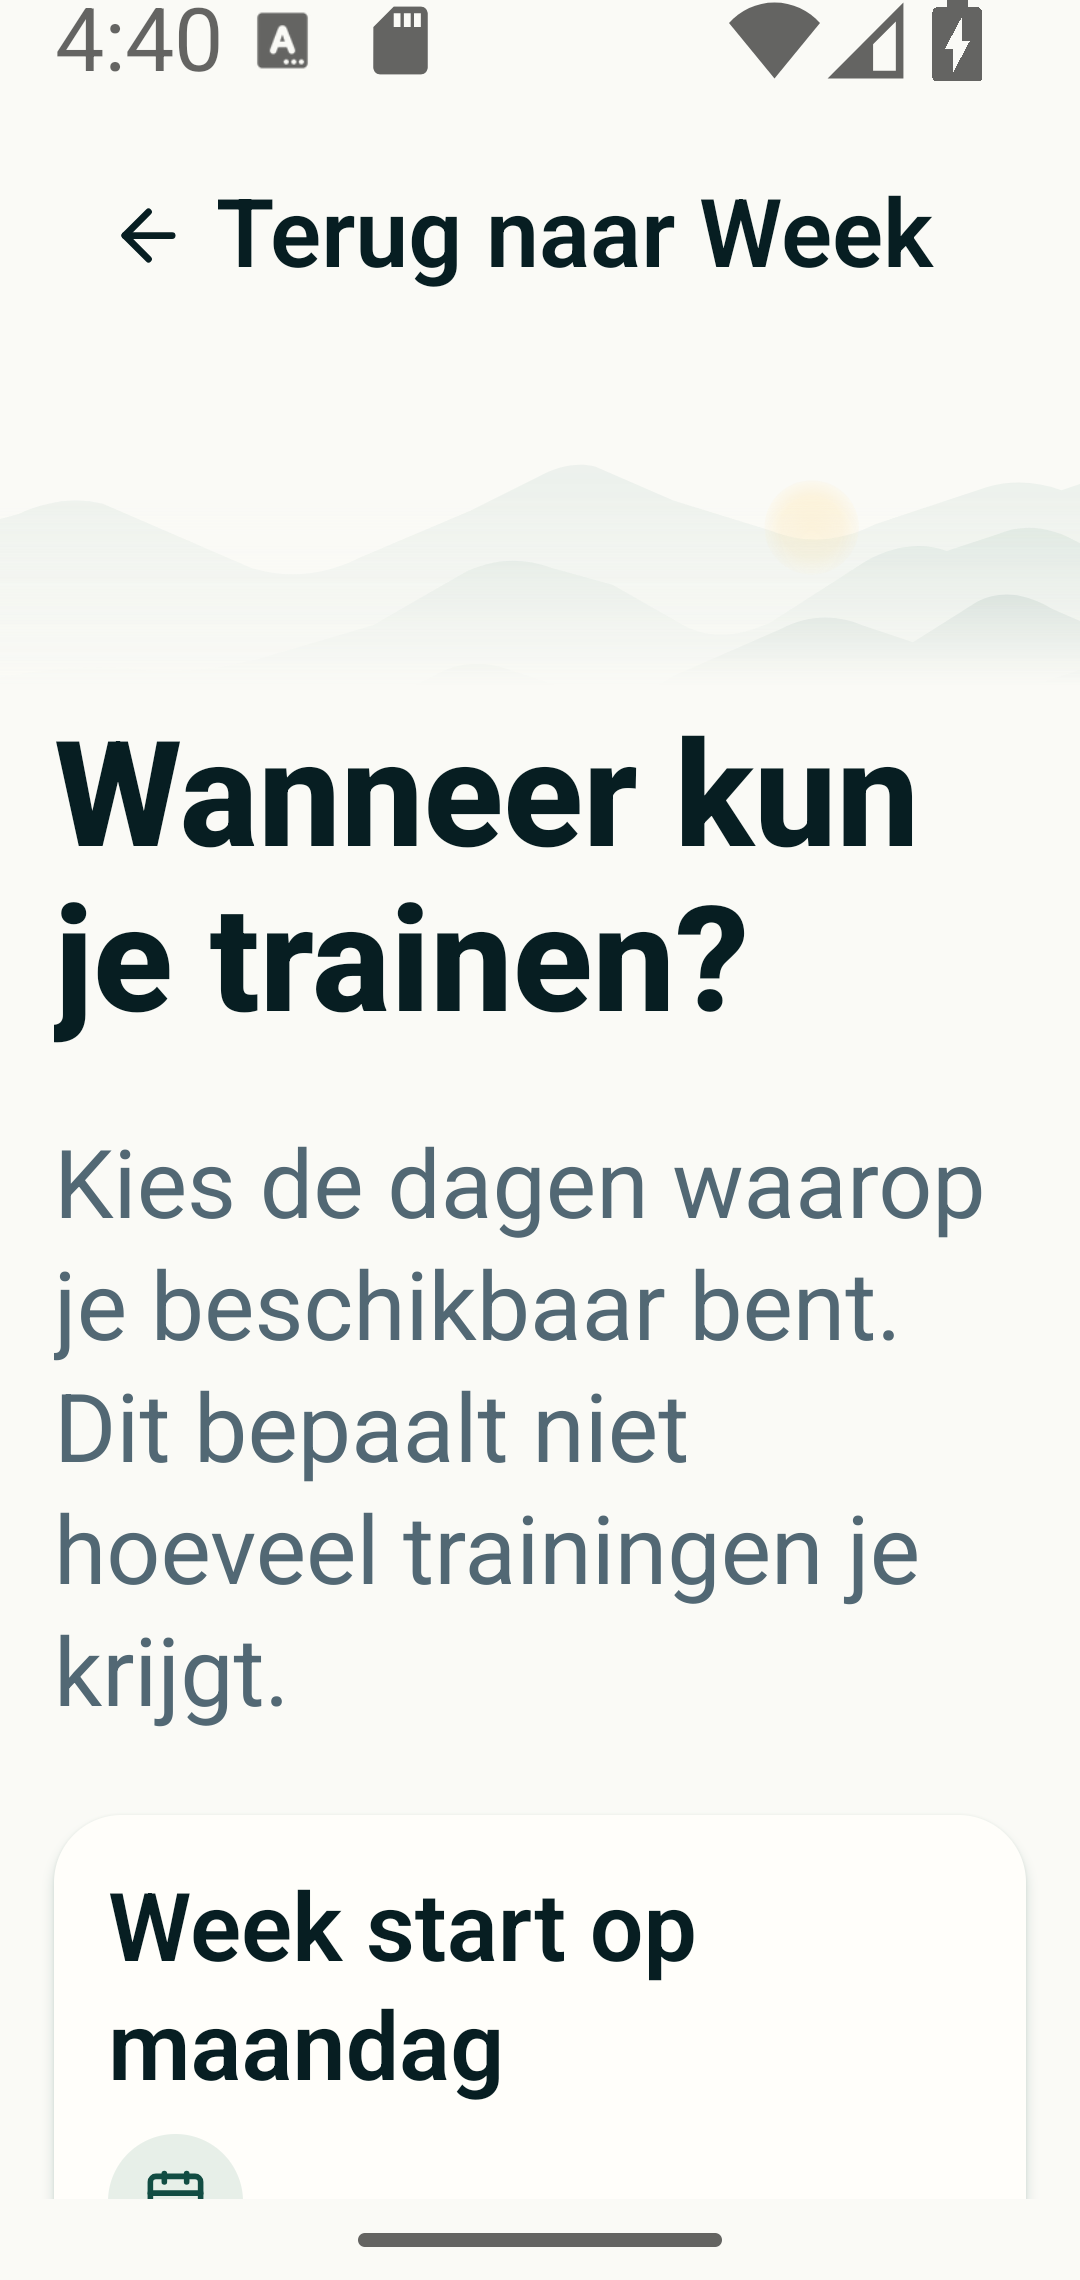 4:40
Terug naar Week
Wanneer kun
je trainen?
Kies de dagen waarop
je beschikbaar bent.
Dit bepaalt niet
hoeveel trainingen je
krijgt.
Week start op
maandag